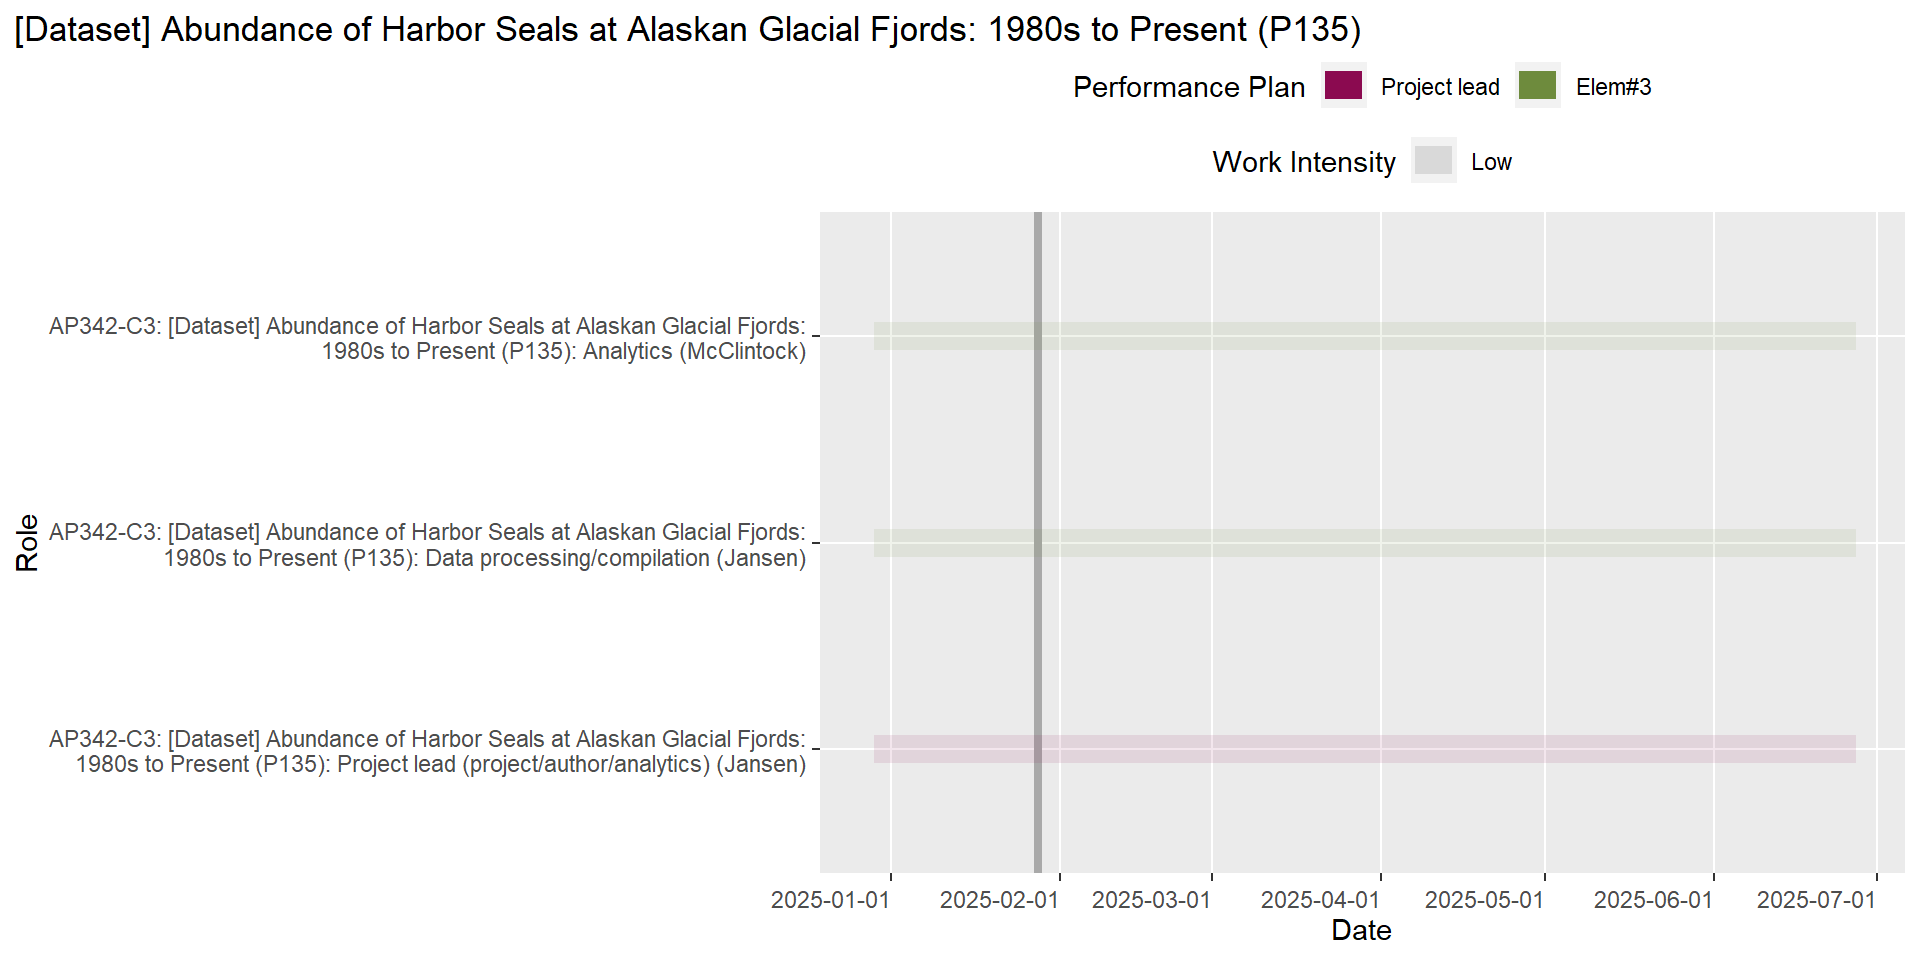 [Dataset] Abundance of Harbor Seals at Alaskan Glacial Fjords: 1980s to Present (P135)
Performance Plan Project lead Elem#3
Work Intensity Low
AP342-C3: [Dataset] Abundance of Harbor Seals at Alaskan Glacial Fjords:
1980s to Present (P135): Analytics (McClintock)
Role
AP342-C3: [Dataset] Abundance of Harbor Seals at Alaskan Glacial Fjords:
1980s to Present (P135): Data processing/compilation (Jansen)
AP342-C3: [Dataset] Abundance of Harbor Seals at Alaskan Glacial Fjords:
1980s to Present (P135): Project lead (project/author/analytics) (Jansen)
2025-01-01 2025-02-01 2025-03-01 2025-04-01 2025-05-01 2025-06-01 2025-07-01
Date